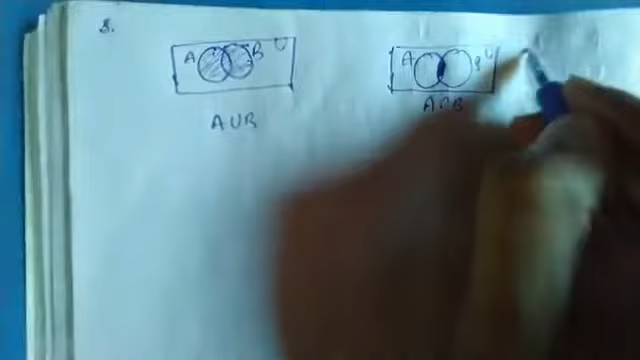 8.
A B U
A B U
A U B
A ∩ B